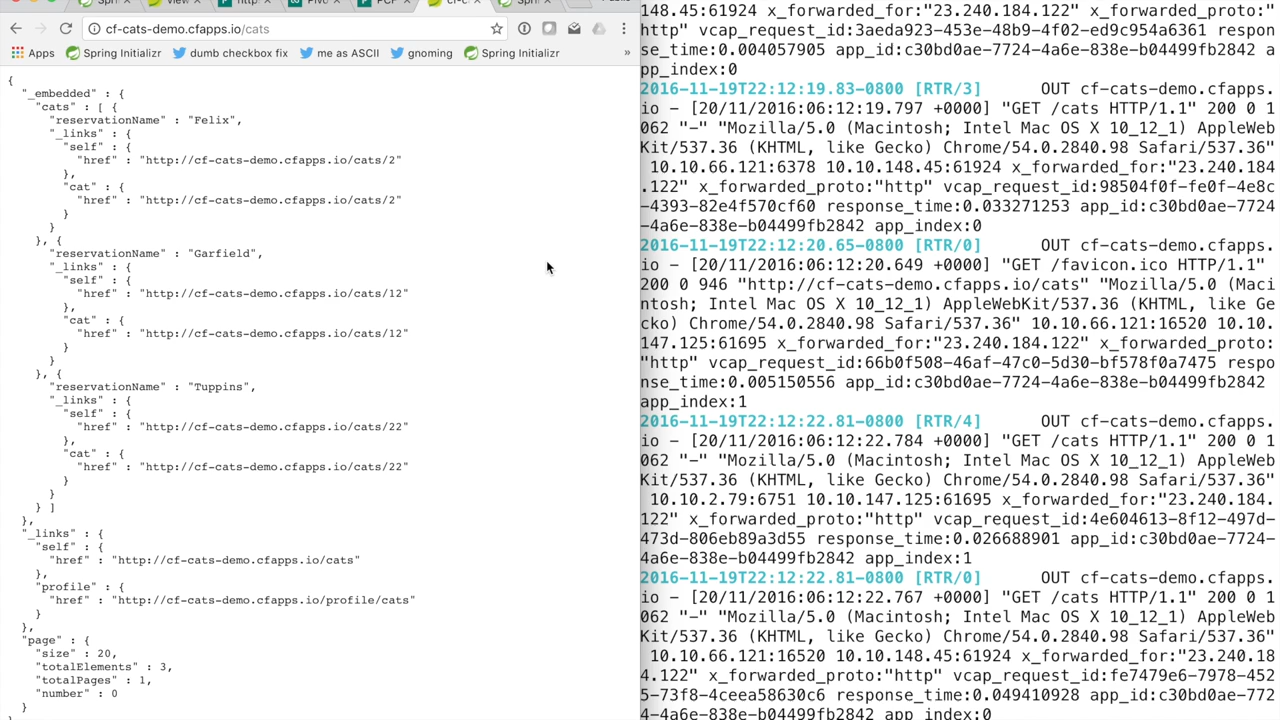 cf-cats-demo.cfapps.io/cats
Apps Spring Initializr dumb checkbox fix me as ASCII gnoming Spring Initializr »
{
"_embedded" : {
"cats" : [ {
"reservationName" : "Felix",
"_links" : {
"self" : {
"href" : "http://cf-cats-demo.cfapps.io/cats/2"
},
"cat" : {
"href" : "http://cf-cats-demo.cfapps.io/cats/2"
}
}
}, {
"reservationName" : "Garfield",
"_links" : {
"self" : {
"href" : "http://cf-cats-demo.cfapps.io/cats/12"
},
"cat" : {
"href" : "http://cf-cats-demo.cfapps.io/cats/12"
}
}
}, {
"reservationName" : "Tuppins",
"_links" : {
"self" : {
"href" : "http://cf-cats-demo.cfapps.io/cats/22"
},
"cat" : {
"href" : "http://cf-cats-demo.cfapps.io/cats/22"
}
}
} ]
},
"_links" : {
"self" : {
"href" : "http://cf-cats-demo.cfapps.io/cats"
},
"profile" : {
"href" : "http://cf-cats-demo.cfapps.io/profile/cats"
}
},
"page" : {
"size" : 20,
"totalElements" : 3,
"totalPages" : 1,
"number" : 0
}
148.45:61924 x_forwarded_for:"23.240.184.122" x_forwarded_proto:"
http" vcap_request_id:3aeda923-453e-48b9-4f02-ed9c954a6361 respon
se_time:0.004057905 app_id:c30bd0ae-7724-4a6e-838e-b04499fb2842 a
pp_index:0
2016-11-19T22:12:19.83-0800 [RTR/3] OUT cf-cats-demo.cfapps.
io - [20/11/2016:06:12:19.797 +0000] "GET /cats HTTP/1.1" 200 0 1
062 "-" "Mozilla/5.0 (Macintosh; Intel Mac OS X 10_12_1) AppleWeb
Kit/537.36 (KHTML, like Gecko) Chrome/54.0.2840.98 Safari/537.36"
10.10.66.121:6378 10.10.148.45:61924 x_forwarded_for:"23.240.184
.122" x_forwarded_proto:"http" vcap_request_id:98504f0f-fe0f-4e8c
-4393-82e4f570cf60 response_time:0.033271253 app_id:c30bd0ae-7724
-4a6e-838e-b04499fb2842 app_index:0
2016-11-19T22:12:20.65-0800 [RTR/0] OUT cf-cats-demo.cfapps.
io - [20/11/2016:06:12:20.649 +0000] "GET /favicon.ico HTTP/1.1"
200 0 946 "http://cf-cats-demo.cfapps.io/cats" "Mozilla/5.0 (Maci
ntosh; Intel Mac OS X 10_12_1) AppleWebKit/537.36 (KHTML, like Ge
cko) Chrome/54.0.2840.98 Safari/537.36" 10.10.66.121:16520 10.10.
147.125:61695 x_forwarded_for:"23.240.184.122" x_forwarded_proto:
"http" vcap_request_id:66b0f508-46af-47c0-5d30-bf578f0a7475 respo
nse_time:0.005150556 app_id:c30bd0ae-7724-4a6e-838e-b04499fb2842
app_index:1
2016-11-19T22:12:22.81-0800 [RTR/4] OUT cf-cats-demo.cfapps.
io - [20/11/2016:06:12:22.784 +0000] "GET /cats HTTP/1.1" 200 0 1
062 "-" "Mozilla/5.0 (Macintosh; Intel Mac OS X 10_12_1) AppleWeb
Kit/537.36 (KHTML, like Gecko) Chrome/54.0.2840.98 Safari/537.36"
10.10.2.79:6751 10.10.147.125:61695 x_forwarded_for:"23.240.184.
122" x_forwarded_proto:"http" vcap_request_id:4e604613-8f12-497d-
473d-806eb89a3d55 response_time:0.026688901 app_id:c30bd0ae-7724-
4a6e-838e-b04499fb2842 app_index:1
2016-11-19T22:12:22.81-0800 [RTR/0] OUT cf-cats-demo.cfapps.
io - [20/11/2016:06:12:22.767 +0000] "GET /cats HTTP/1.1" 200 0 1
062 "-" "Mozilla/5.0 (Macintosh; Intel Mac OS X 10_12_1) AppleWeb
Kit/537.36 (KHTML, like Gecko) Chrome/54.0.2840.98 Safari/537.36"
10.10.66.121:16520 10.10.148.45:61924 x_forwarded_for:"23.240.18
4.122" x_forwarded_proto:"http" vcap_request_id:fe7479e6-7978-452
5-73f8-4ceea58630c6 response_time:0.049410928 app_id:c30bd0ae-772
4-4a6e-838e-b04499fb2842 app_index:0